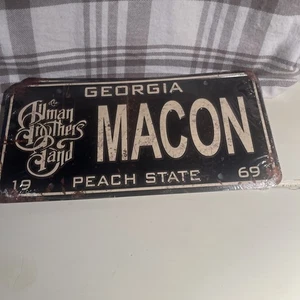 GEORGIA
The
Allman
Brothers
Band
MACON
19
PEACH STATE
69